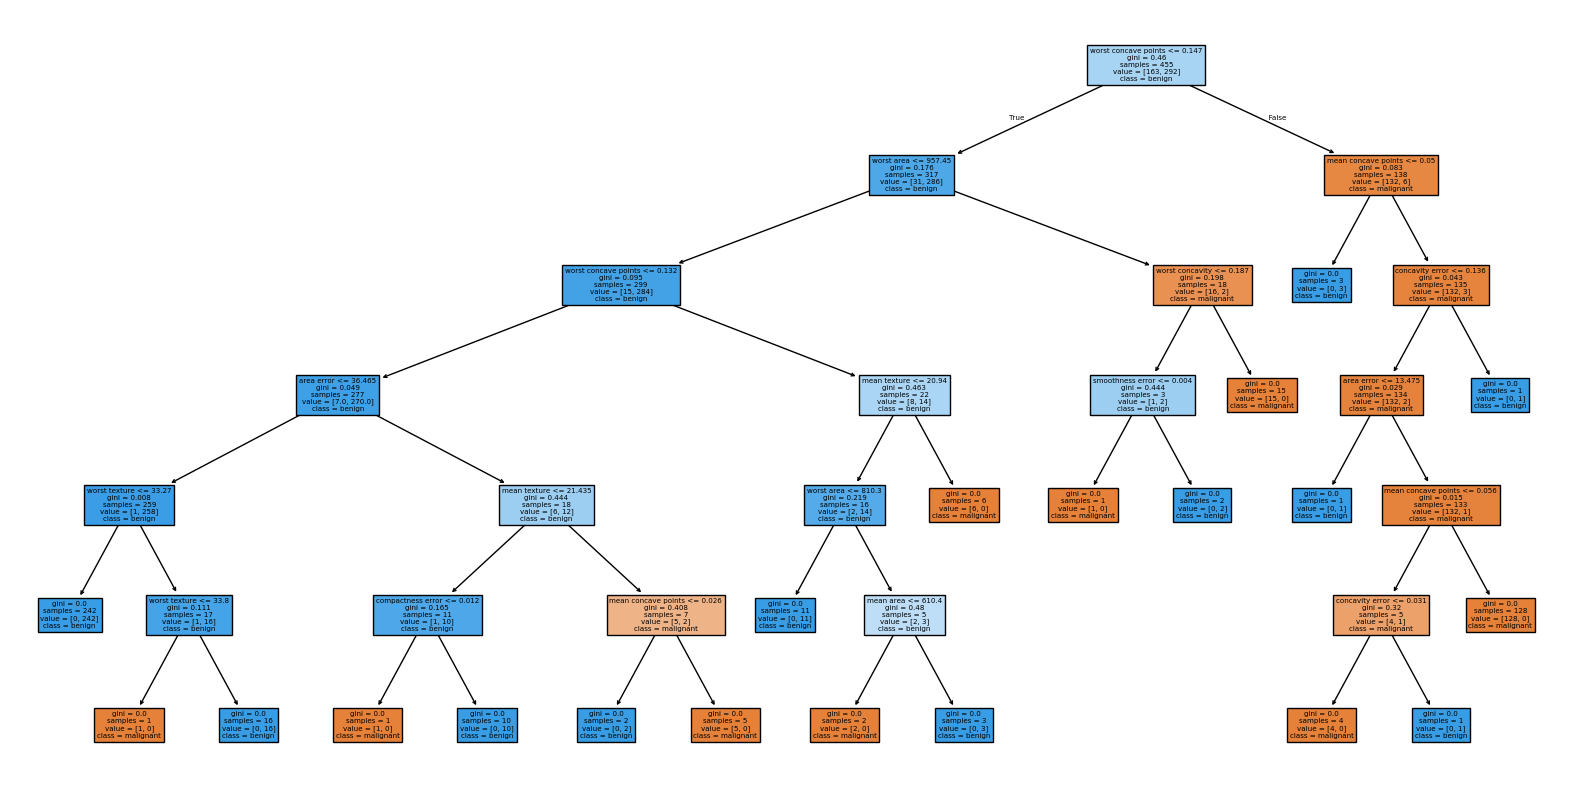 worst concave points <= 0.147
gini = 0.46
samples = 455
value = [163, 292]
class = benign
True
False
worst area <= 957.45
gini = 0.176
samples = 317
value = [31, 286]
class = benign
mean concave points <= 0.05
gini = 0.083
samples = 138
value = [132, 6]
class = malignant
worst concave points <= 0.132
gini = 0.095
samples = 299
value = [15, 284]
class = benign
worst concavity <= 0.187
gini = 0.198
samples = 18
value = [16, 2]
class = malignant
gini = 0.0
samples = 3
value = [0, 3]
class = benign
concavity error <= 0.136
gini = 0.043
samples = 135
value = [132, 3]
class = malignant
area error <= 36.465
gini = 0.049
samples = 277
value = [7.0, 270.0]
class = benign
mean texture <= 20.94
gini = 0.463
samples = 22
value = [8, 14]
class = benign
smoothness error <= 0.004
gini = 0.444
samples = 3
value = [1, 2]
class = benign
gini = 0.0
samples = 15
value = [15, 0]
class = malignant
area error <= 13.475
gini = 0.029
samples = 134
value = [132, 2]
class = malignant
gini = 0.0
samples = 1
value = [0, 1]
class = benign
worst texture <= 33.27
gini = 0.008
samples = 259
value = [1, 258]
class = benign
mean texture <= 21.435
gini = 0.444
samples = 18
value = [6, 12]
class = benign
worst area <= 810.3
gini = 0.219
samples = 16
value = [2, 14]
class = benign
gini = 0.0
samples = 6
value = [6, 0]
class = malignant
gini = 0.0
samples = 1
value = [1, 0]
class = malignant
gini = 0.0
samples = 2
value = [0, 2]
class = benign
gini = 0.0
samples = 1
value = [0, 1]
class = benign
mean concave points <= 0.056
gini = 0.015
samples = 133
value = [132, 1]
class = malignant
gini = 0.0
samples = 242
value = [0, 242]
class = benign
worst texture <= 33.8
gini = 0.111
samples = 17
value = [1, 16]
class = benign
compactness error <= 0.012
gini = 0.165
samples = 11
value = [1, 10]
class = benign
mean concave points <= 0.026
gini = 0.408
samples = 7
value = [5, 2]
class = malignant
gini = 0.0
samples = 11
value = [0, 11]
class = benign
mean area <= 610.4
gini = 0.48
samples = 5
value = [2, 3]
class = benign
concavity error <= 0.031
gini = 0.32
samples = 5
value = [4, 1]
class = malignant
gini = 0.0
samples = 128
value = [128, 0]
class = malignant
gini = 0.0
samples = 1
value = [1, 0]
class = malignant
gini = 0.0
samples = 16
value = [0, 16]
class = benign
gini = 0.0
samples = 1
value = [1, 0]
class = malignant
gini = 0.0
samples = 10
value = [0, 10]
class = benign
gini = 0.0
samples = 2
value = [0, 2]
class = benign
gini = 0.0
samples = 5
value = [5, 0]
class = malignant
gini = 0.0
samples = 2
value = [2, 0]
class = malignant
gini = 0.0
samples = 3
value = [0, 3]
class = benign
gini = 0.0
samples = 4
value = [4, 0]
class = malignant
gini = 0.0
samples = 1
value = [0, 1]
class = benign